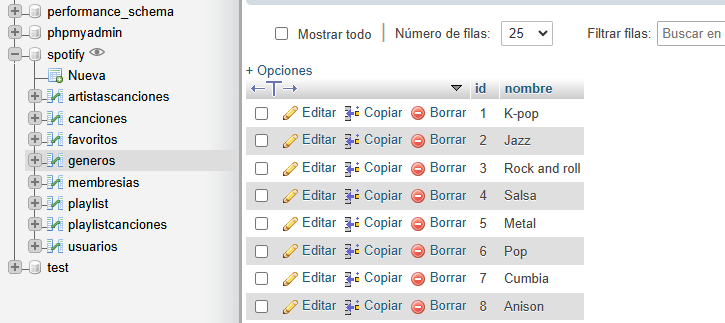 performance_schema
phpmyadmin
spotify
Nueva
artistascanciones
canciones
favoritos
generos
membresias
playlist
playlistcanciones
usuarios
test
Mostrar todo Número de filas: 25 Filtrar filas: Buscar en
+ Opciones
←T→ id nombre
Editar Copiar Borrar 1 K-pop
Editar Copiar Borrar 2 Jazz
Editar Copiar Borrar 3 Rock and roll
Editar Copiar Borrar 4 Salsa
Editar Copiar Borrar 5 Metal
Editar Copiar Borrar 6 Pop
Editar Copiar Borrar 7 Cumbia
Editar Copiar Borrar 8 Anison